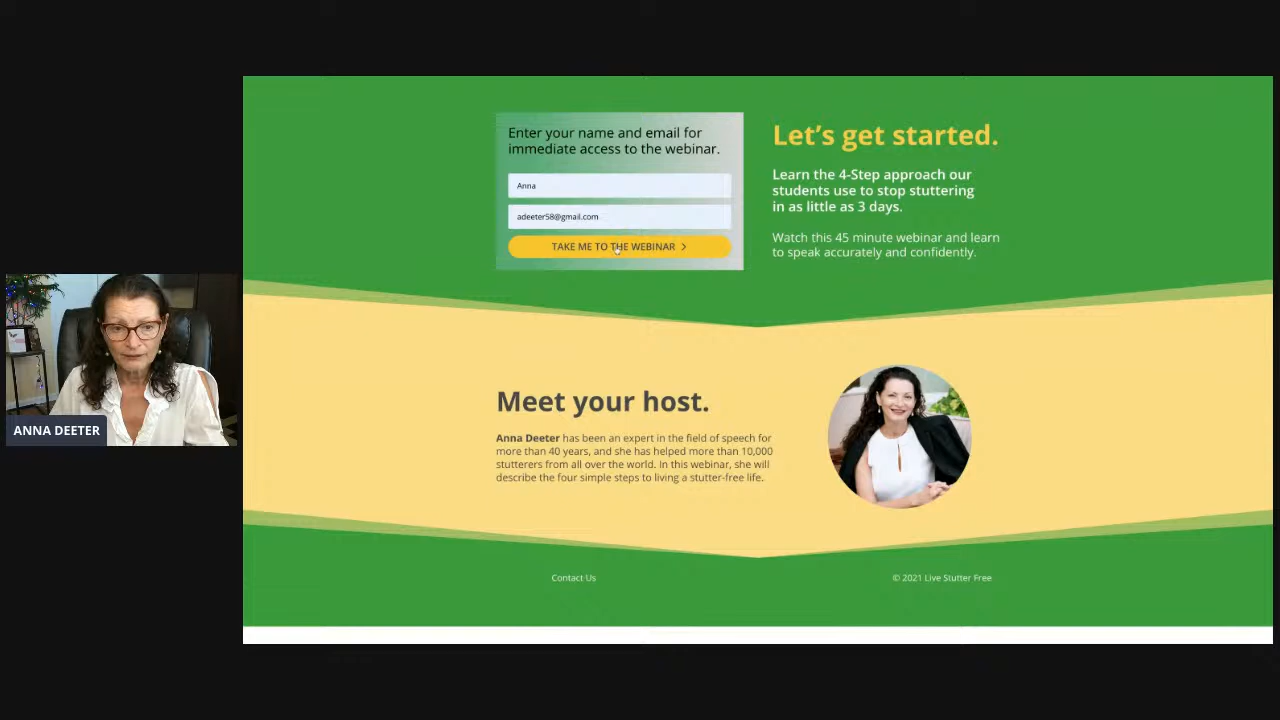 Enter your name and email for
immediate access to the webinar.
Anna
adeeter58@gmail.com
TAKE ME TO THE WEBINAR
Let's get started.
Learn the 4-Step approach our
students use to stop stuttering
in as little as 3 days.
Watch this 45 minute webinar and learn
to speak accurately and confidently.
ANNA DEETER
Meet your host.
Anna Deeter has been an expert in the field of speech for
more than 40 years, and she has helped more than 10,000
stutterers from all over the world. In this webinar, she will
describe the four simple steps to living a stutter-free life.
Contact Us
© 2021 Live Stutter Free